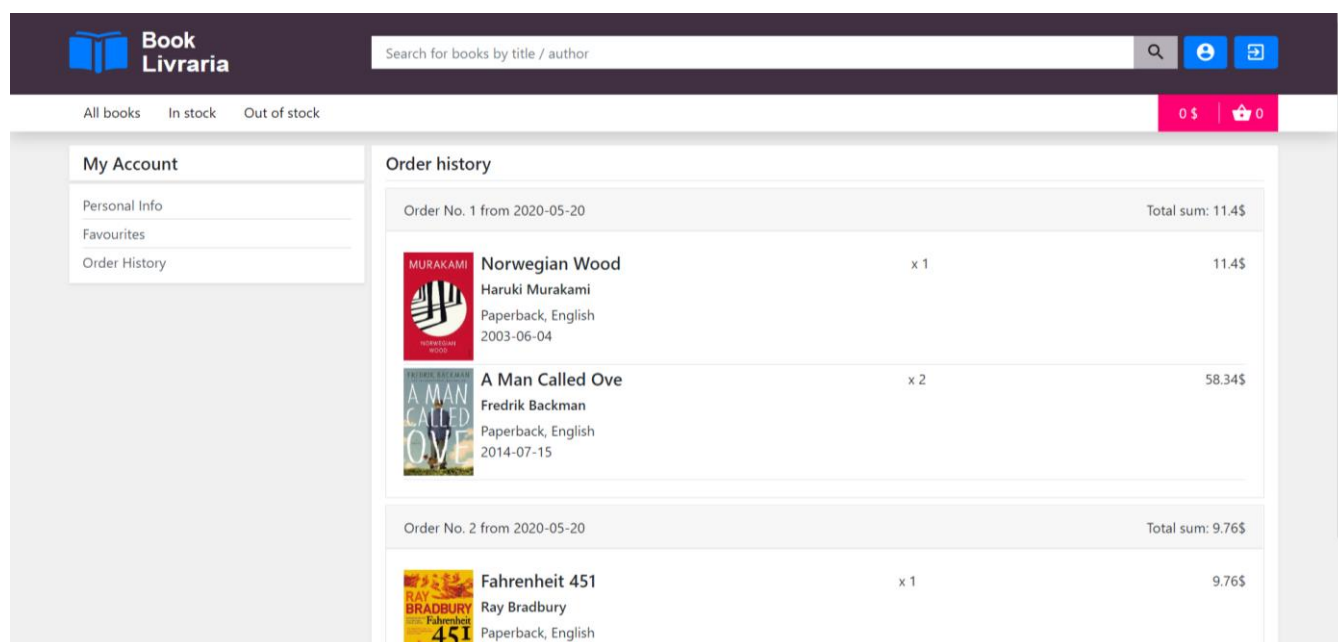 Book
Livraria
Search for books by title / author
All books In stock Out of stock 0 $ 0
My Account
Personal Info
Favourites
Order History
Order history
Order No. 1 from 2020-05-20 Total sum: 11.4$
MURAKAMI
NORWEGIAN
WOOD
Norwegian Wood x 1 11.4$
Haruki Murakami
Paperback, English
2003-06-04
FREDRIK BACKMAN
A MAN
CALLED
OVE
A Man Called Ove x 2 58.34$
Fredrik Backman
Paperback, English
2014-07-15
Order No. 2 from 2020-05-20 Total sum: 9.76$
RAY
BRADBURY
Fahrenheit
451
Fahrenheit 451 x 1 9.76$
Ray Bradbury
Paperback, English